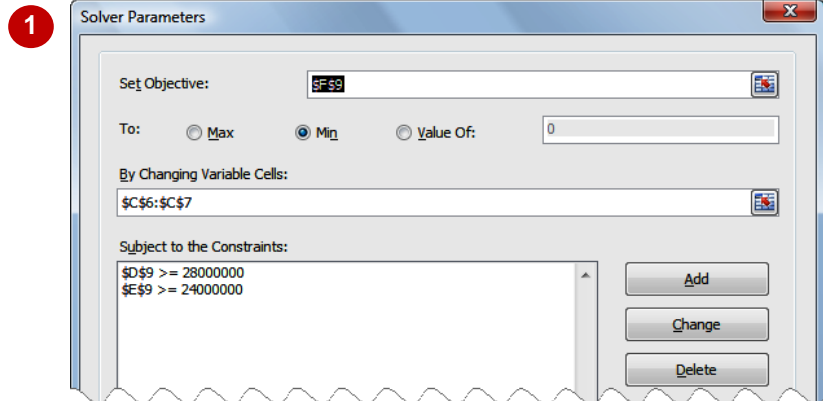 1
Solver Parameters
x
Set Objective:
$F$9
To:
Max
Min
Value Of:
0
By Changing Variable Cells:
$C$6:$C$7
Subject to the Constraints:
$D$9 >= 28000000
$E$9 >= 24000000
Add
Change
Delete